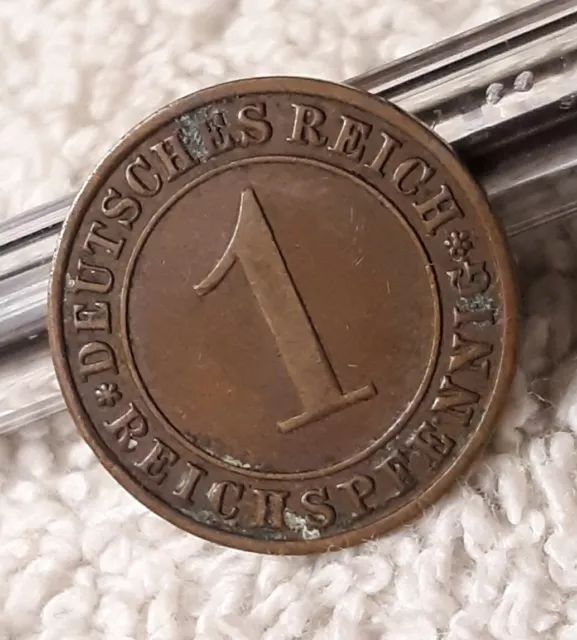 DEUTSCHES REICH
1
* REICHSPFENNIG *